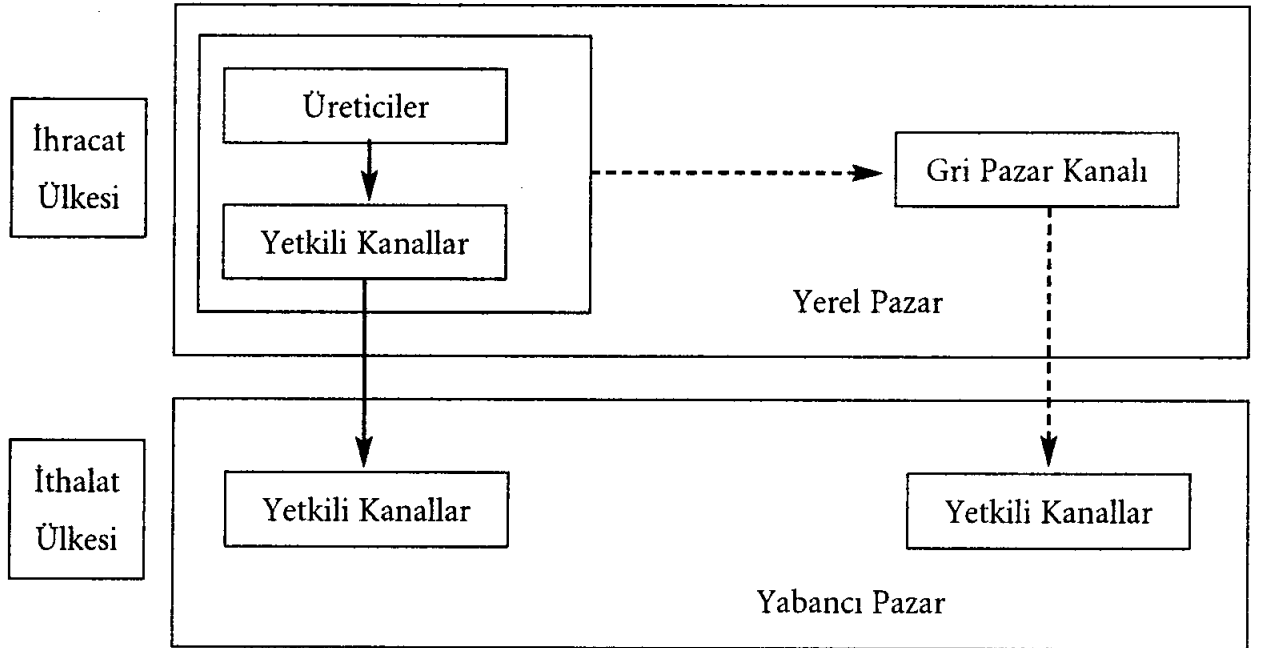 İhracat
Ülkesi
Üreticiler
Yetkili Kanallar
Gri Pazar Kanalı
Yerel Pazar
İthalat
Ülkesi
Yetkili Kanallar
Yetkili Kanallar
Yabancı Pazar